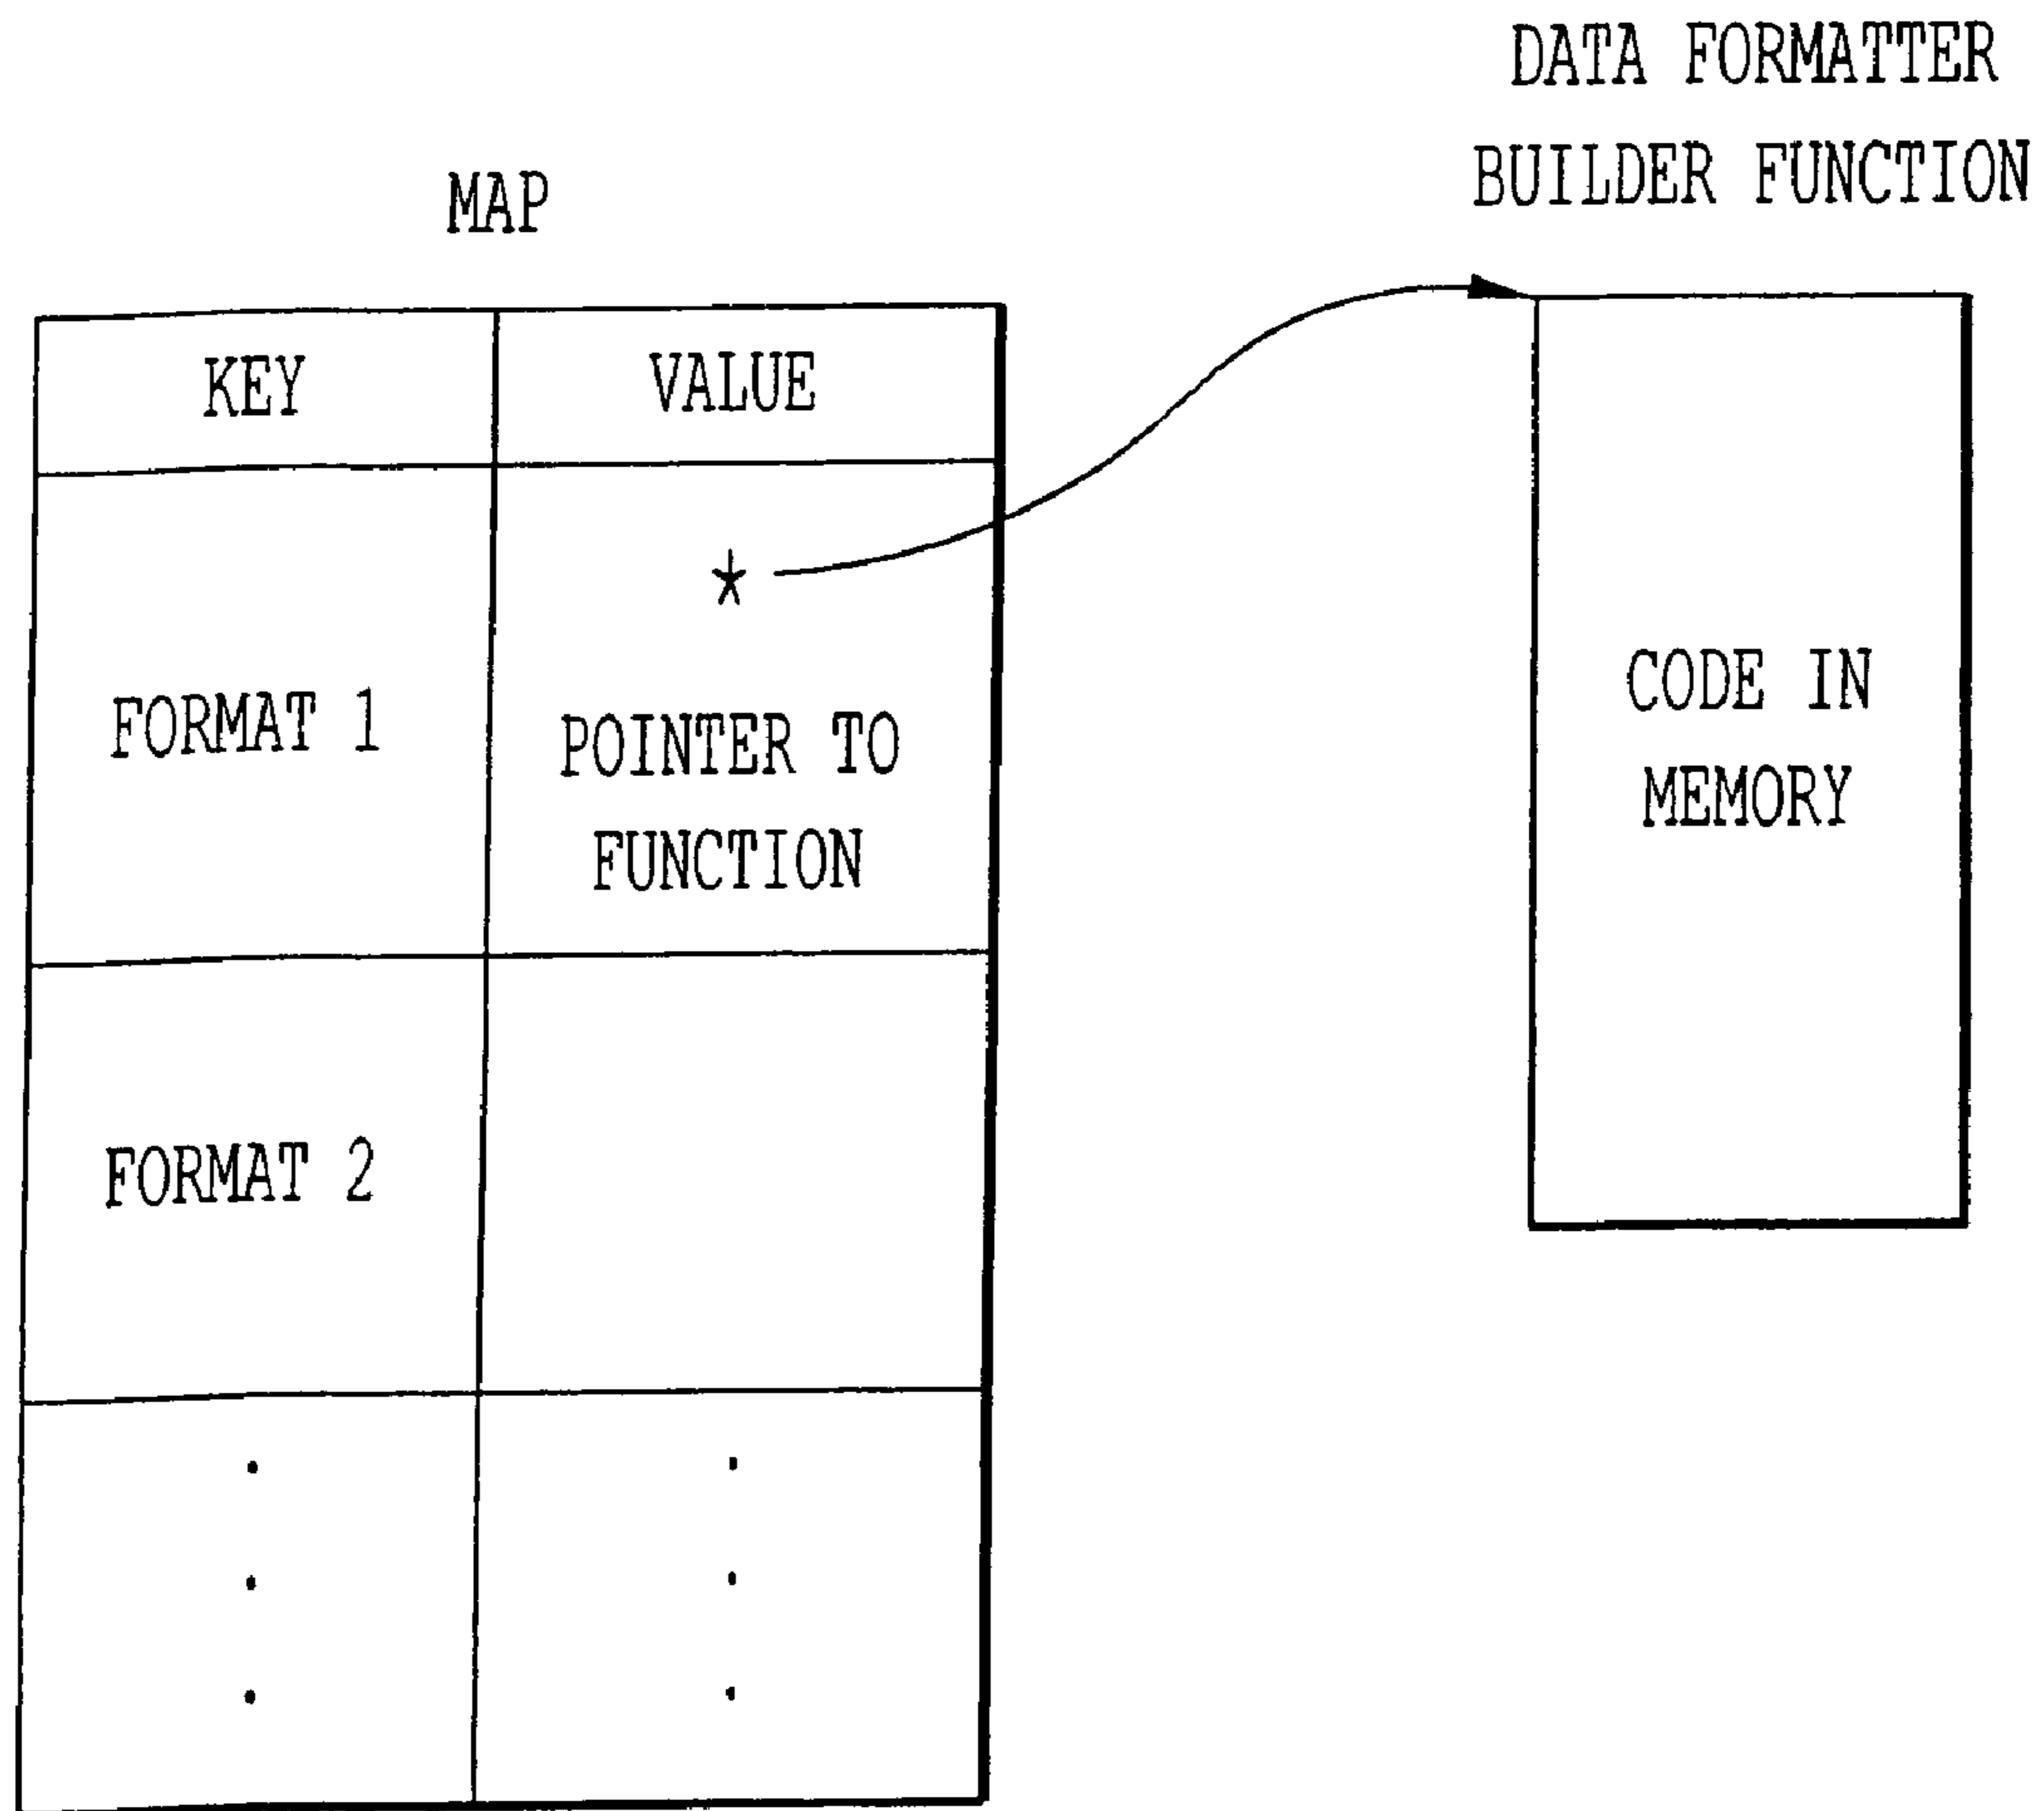 DATA FORMATTER
BUILDER FUNCTION
MAP
KEY VALUE
*
FORMAT 1
POINTER TO
FUNCTION
CODE IN
MEMORY
FORMAT 2
. .
. .
. .